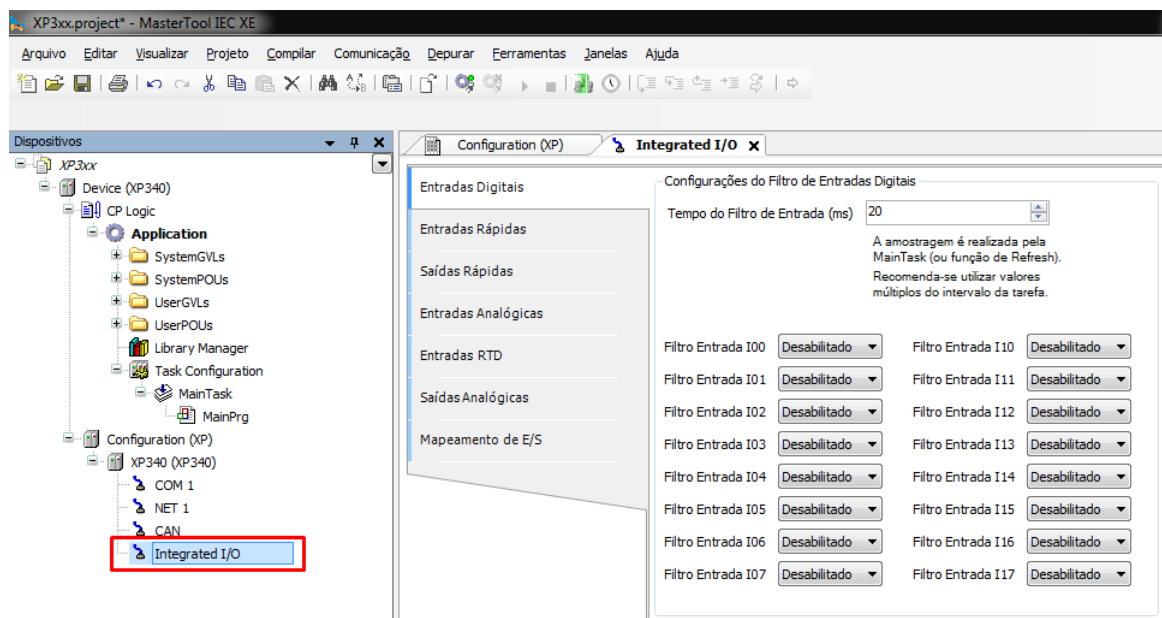 XP3xx.project* - MasterTool IEC XE
Arquivo Editar Visualizar Projeto Compilar Comunicação Depurar Ferramentas Janelas Ajuda
Dispositivos
XP3xx
Device (XP340)
CP Logic
Application
SystemGVLs
SystemPOUs
UserGVLs
UserPOUs
Library Manager
Task Configuration
MainTask
MainPrg
Configuration (XP)
XP340 (XP340)
COM 1
NET 1
CAN
Integrated I/O
Configuration (XP) Integrated I/O
Entradas Digitais
Entradas Rápidas
Saídas Rápidas
Entradas Analógicas
Entradas RTD
Saídas Analógicas
Mapeamento de E/S
Configurações do Filtro de Entradas Digitais
Tempo do Filtro de Entrada (ms) 20
A amostragem é realizada pela
MainTask (ou função de Refresh).
Recomenda-se utilizar valores
múltiplos do intervalo da tarefa.
Filtro Entrada I00 Desabilitado Filtro Entrada I10 Desabilitado
Filtro Entrada I01 Desabilitado Filtro Entrada I11 Desabilitado
Filtro Entrada I02 Desabilitado Filtro Entrada I12 Desabilitado
Filtro Entrada I03 Desabilitado Filtro Entrada I13 Desabilitado
Filtro Entrada I04 Desabilitado Filtro Entrada I14 Desabilitado
Filtro Entrada I05 Desabilitado Filtro Entrada I15 Desabilitado
Filtro Entrada I06 Desabilitado Filtro Entrada I16 Desabilitado
Filtro Entrada I07 Desabilitado Filtro Entrada I17 Desabilitado